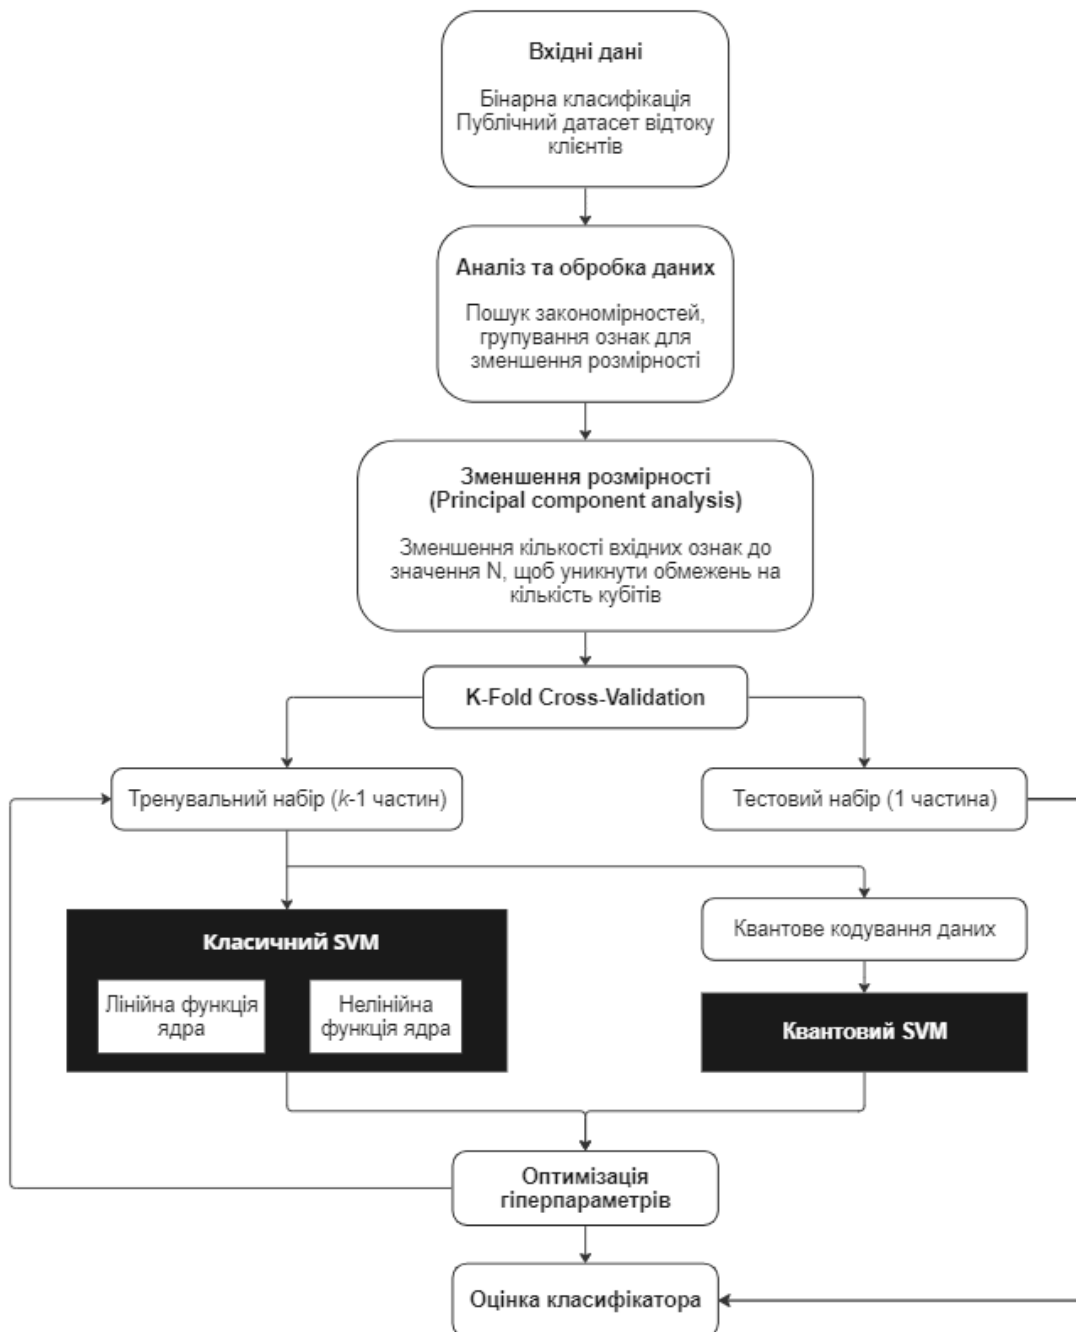 Вхідні дані
Бінарна класифікація
Публічний датасет відтоку
клієнтів
Аналіз та обробка даних
Пошук закономірностей,
групування ознак для
зменшення розмірності
Зменшення розмірності
(Principal component analysis)
Зменшення кількості вхідних ознак до
значення N, щоб уникнути обмежень на
кількість кубітів
K-Fold Cross-Validation
Тренувальний набір (k-1 частин)
Тестовий набір (1 частина)
Класичний SVM
Лінійна функція
ядра
Нелінійна
функція ядра
Квантове кодування даних
Квантовий SVM
Оптимізація
гіперпараметрів
Оцінка класифікатора